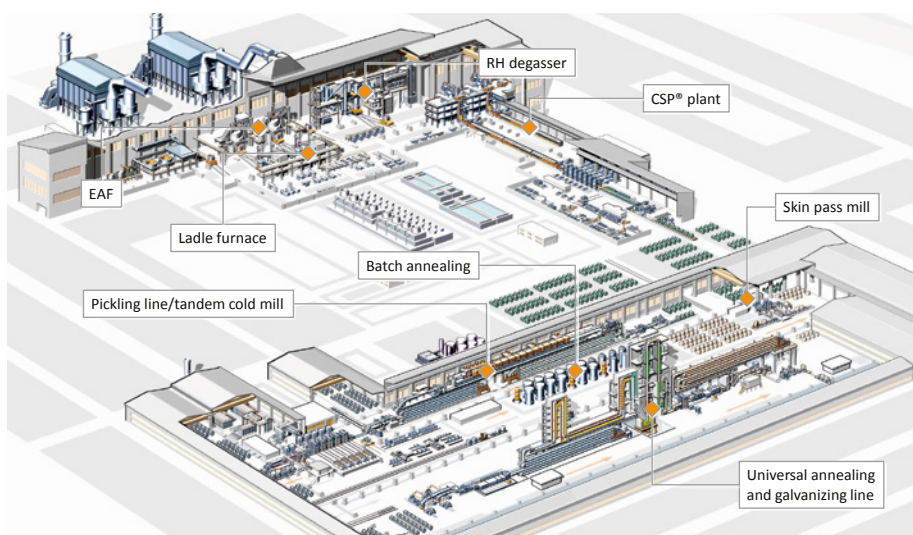 RH degasser
CSP® plant
EAF
Ladle furnace
Skin pass mill
Batch annealing
Pickling line/tandem cold mill
Universal annealing
and galvanizing line